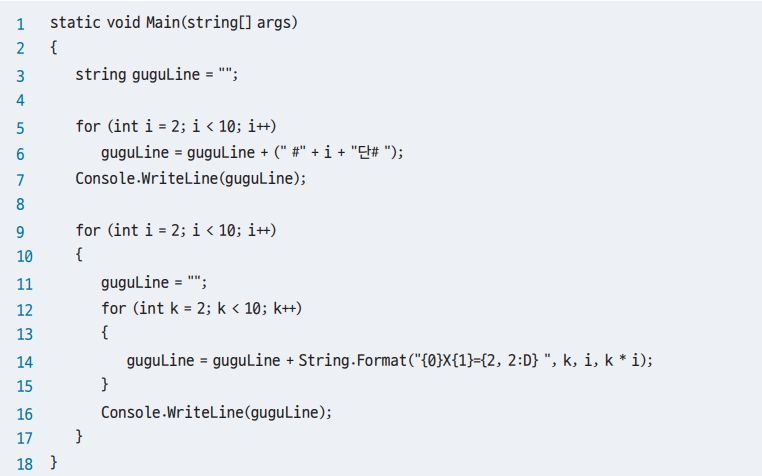 1 static void Main(string[] args)
2 {
3 string guguLine = "";
4
5 for (int i = 2; i < 10; i++)
6 guguLine = guguLine + (" #" + i + "단# ");
7 Console.WriteLine(guguLine);
8
9 for (int i = 2; i < 10; i++)
10 {
11 guguLine = "";
12 for (int k = 2; k < 10; k++)
13 {
14 guguLine = guguLine + String.Format("{0}X{1}={2, 2:D} ", k, i, k * i);
15 }
16 Console.WriteLine(guguLine);
17 }
18 }